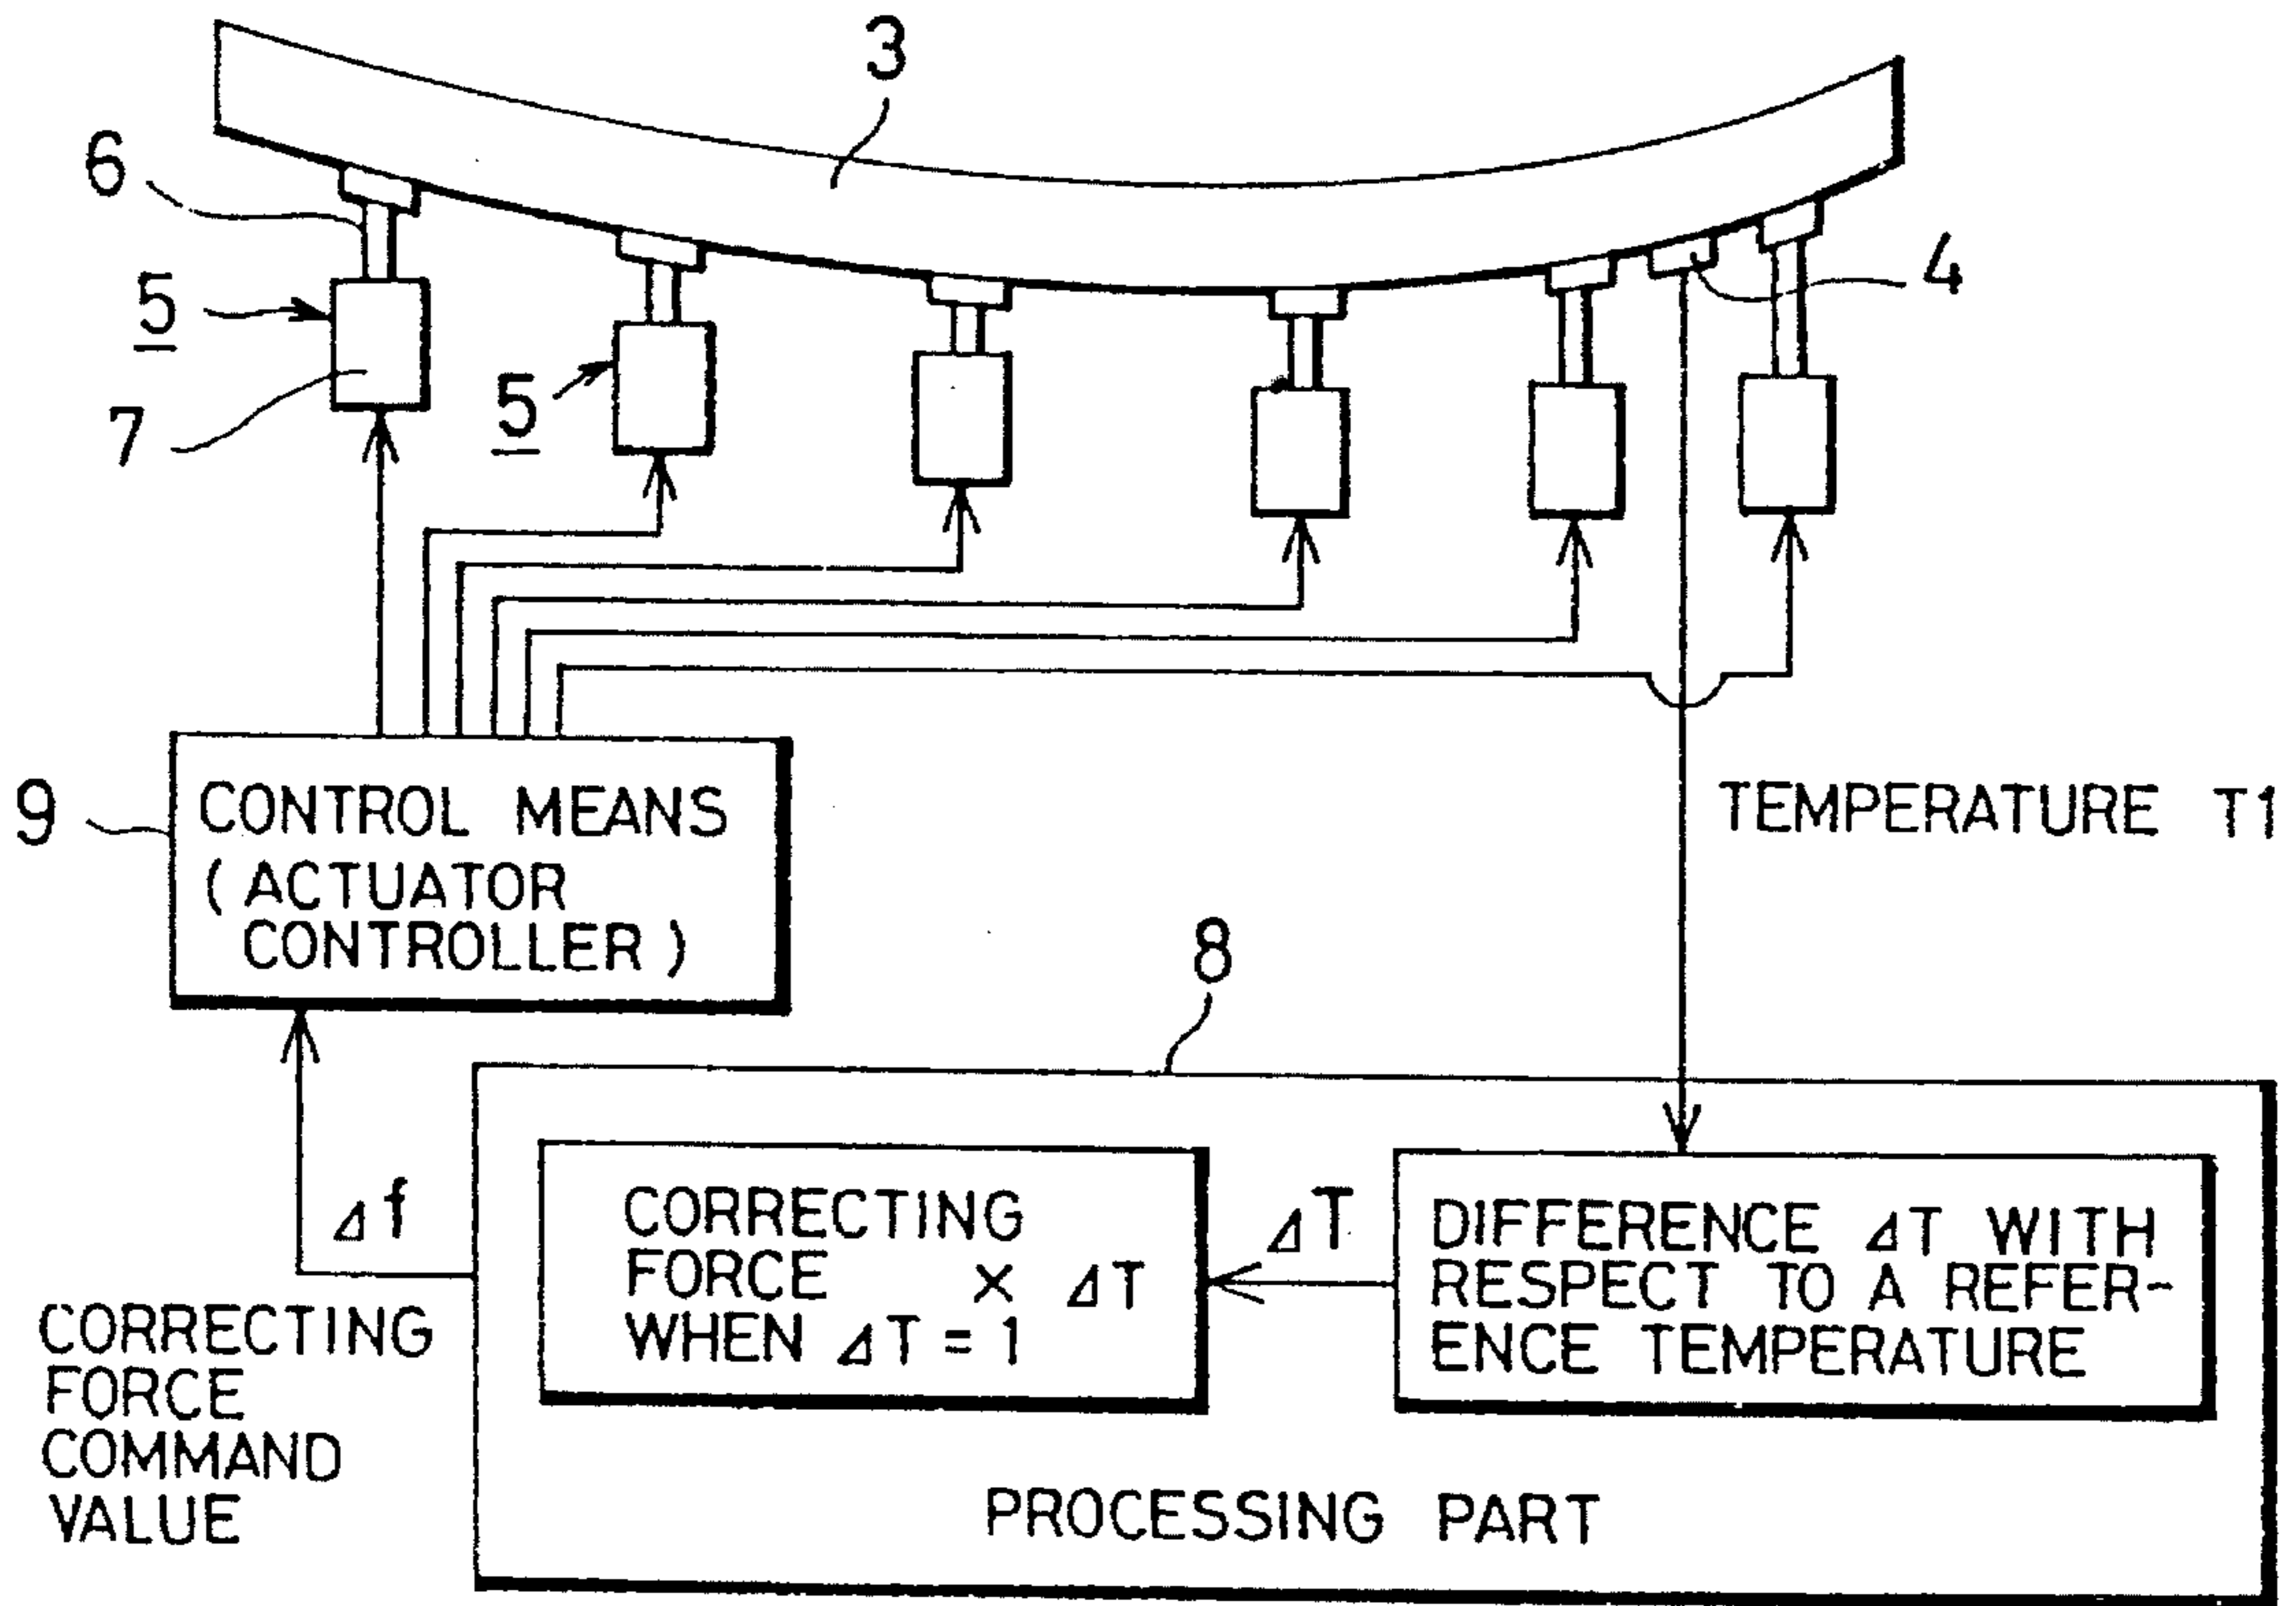 3
6
5
4
5
7
9
CONTROL MEANS
(ACTUATOR
CONTROLLER)
TEMPERATURE T1
8
Δf
CORRECTING
FORCE
COMMAND
VALUE
CORRECTING
FORCE × ΔT
WHEN ΔT = 1
ΔT
DIFFERENCE ΔT WITH
RESPECT TO A REFER-
ENCE TEMPERATURE
PROCESSING PART